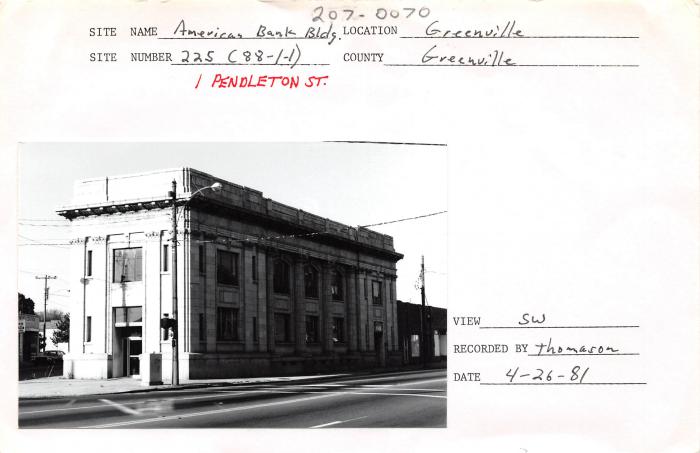 207-0070
SITE NAME American Bank Bldg. LOCATION Greenville
SITE NUMBER 225 (88-1-1) COUNTY Greenville
1 PENDLETON ST.
VIEW SW
RECORDED BY Thomason
DATE 4-26-81